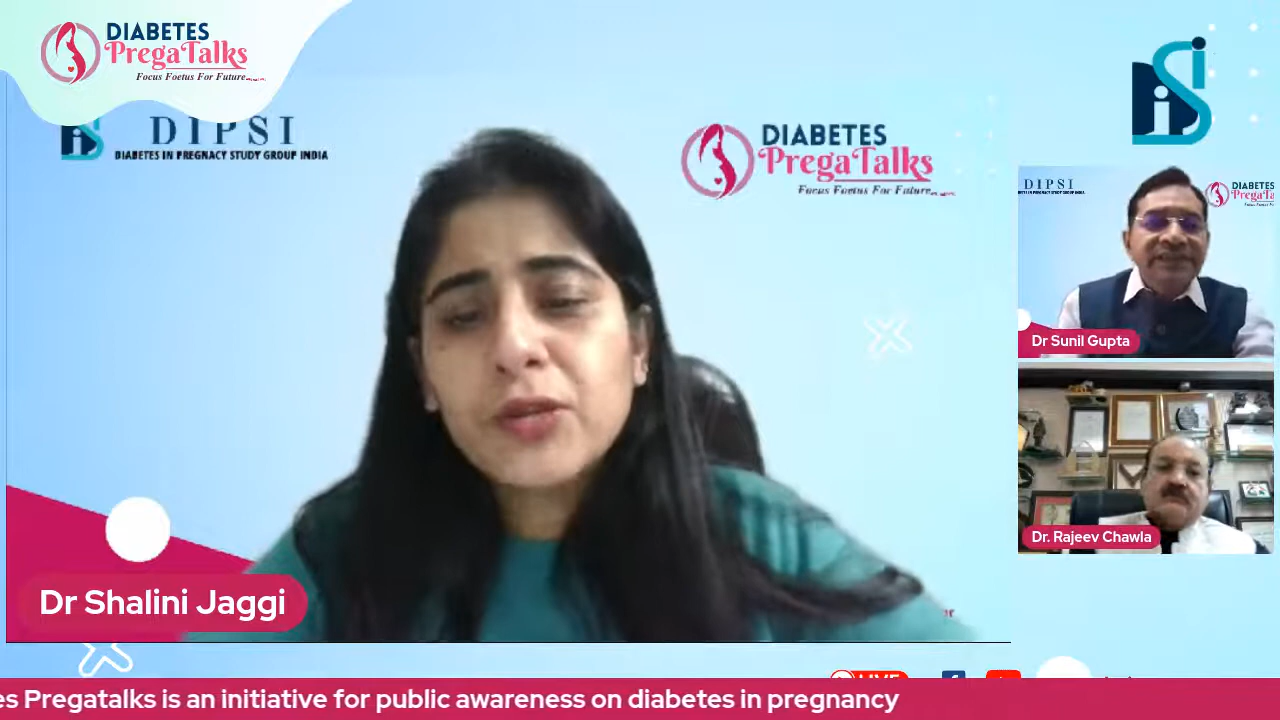 DIABETES
PregaTalks
Focus Foetus For Future
DIPSI
DIABETES IN PREGNANCY STUDY GROUP INDIA
DIABETES
PregaTalks
Focus Foetus For Future
DIPSI
DIABETES
Dr Sunil Gupta
Dr. Rajeev Chawla
Dr Shalini Jaggi
LIVE
es Pregatalks is an initiative for public awareness on diabetes in pregnancy